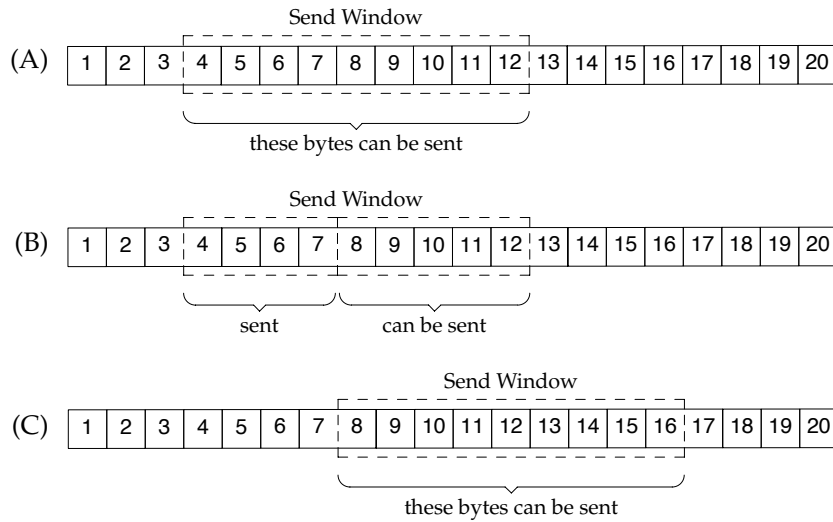 Send Window
(A) 1 2 3 4 5 6 7 8 9 10 11 12 13 14 15 16 17 18 19 20
these bytes can be sent
Send Window
(B) 1 2 3 4 5 6 7 8 9 10 11 12 13 14 15 16 17 18 19 20
sent can be sent
Send Window
(C) 1 2 3 4 5 6 7 8 9 10 11 12 13 14 15 16 17 18 19 20
these bytes can be sent